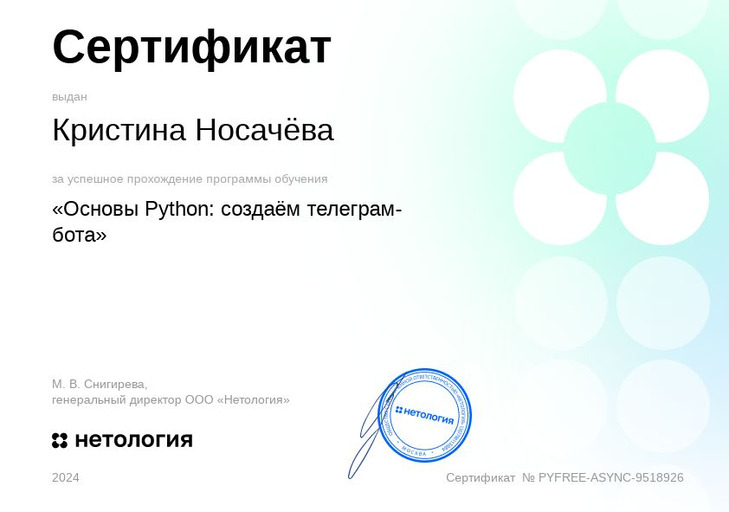 Сертификат
выдан
Кристина Носачёва
за успешное прохождение программы обучения
«Основы Python: создаём телеграм-
бота»
М. В. Снигирева,
генеральный директор ООО «Нетология»
нетология
нетология
МОСКВА
2024
Сертификат № PYFREE-ASYNC-9518926